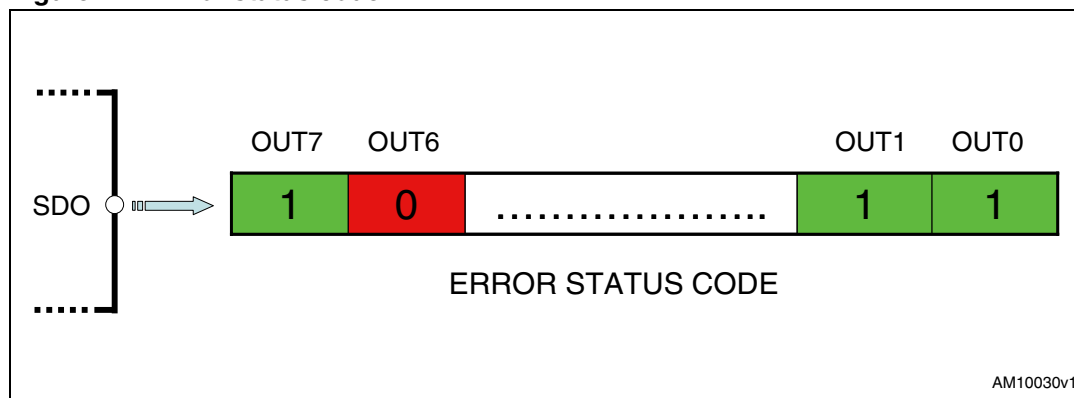 OUT7 OUT6 OUT1 OUT0
SDO 1 0 ..................... 1 1
ERROR STATUS CODE
AM10030v1